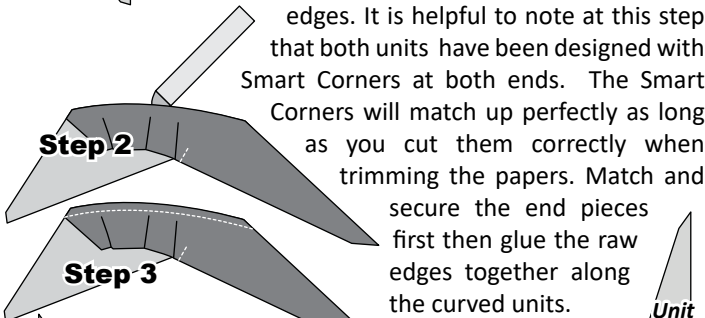 edges. It is helpful to note at this step
that both units have been designed with
Smart Corners at both ends. The Smart
Corners will match up perfectly as long
as you cut them correctly when
trimming the papers. Match and
secure the end pieces
first then glue the raw
edges together along
the curved units.
Step 2
Step 3
Unit